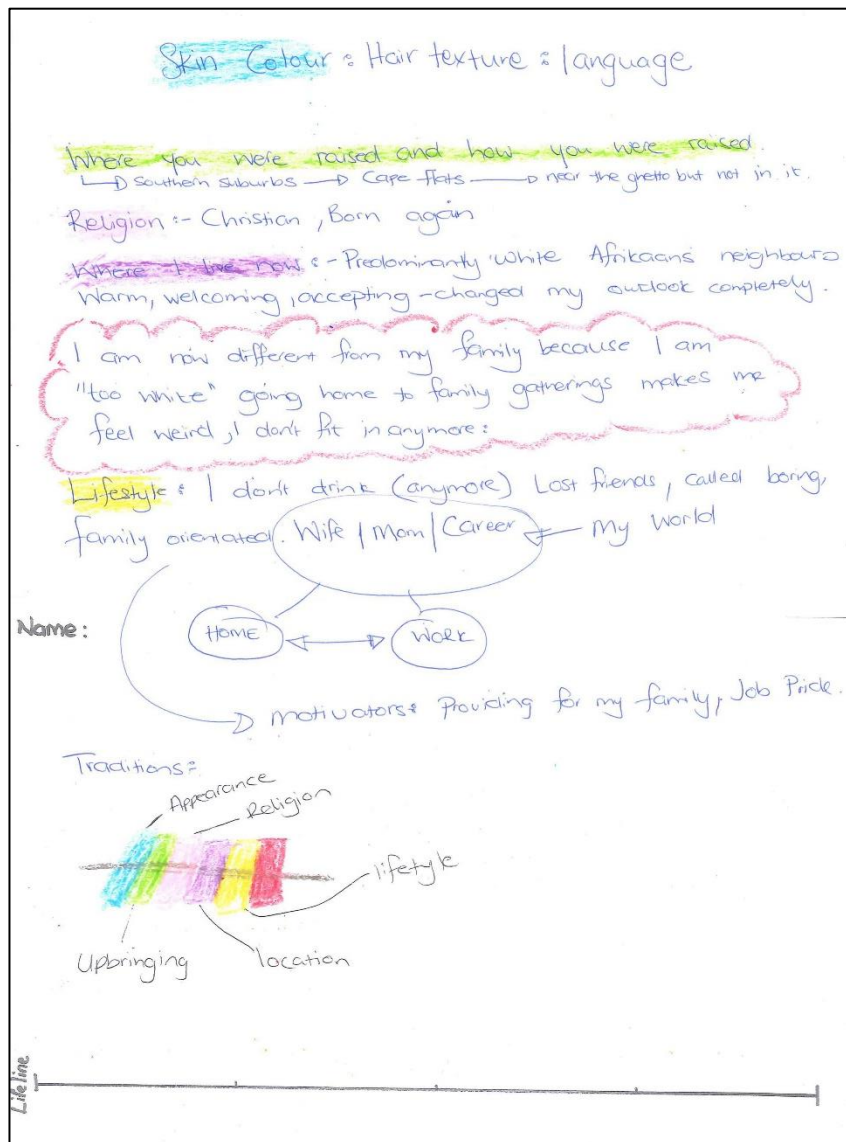 Skin Colour : Hair texture : language
Where you were raised and how you were raised.
Southern suburbs → Cape flats → near the ghetto but not in it.
Religion :- Christian, Born again
Where I live now :- Predominantly white Afrikaans neighbours
Warm, welcoming, accepting - changed my outlook completely.
I am now different from my family because I am
"too white" going home to family gatherings makes me
feel weird, I don't fit in anymore:
Lifestyle: I don't drink (anymore) Lost friends, called boring,
family orientated. Wife / Mom / Career ← My world
Name:
HOME ↔ WORK
→ motivators: Providing for my family, Job Pride.
Traditions:
Appearance
Religion
lifetyle
Upbringing
location
Life line